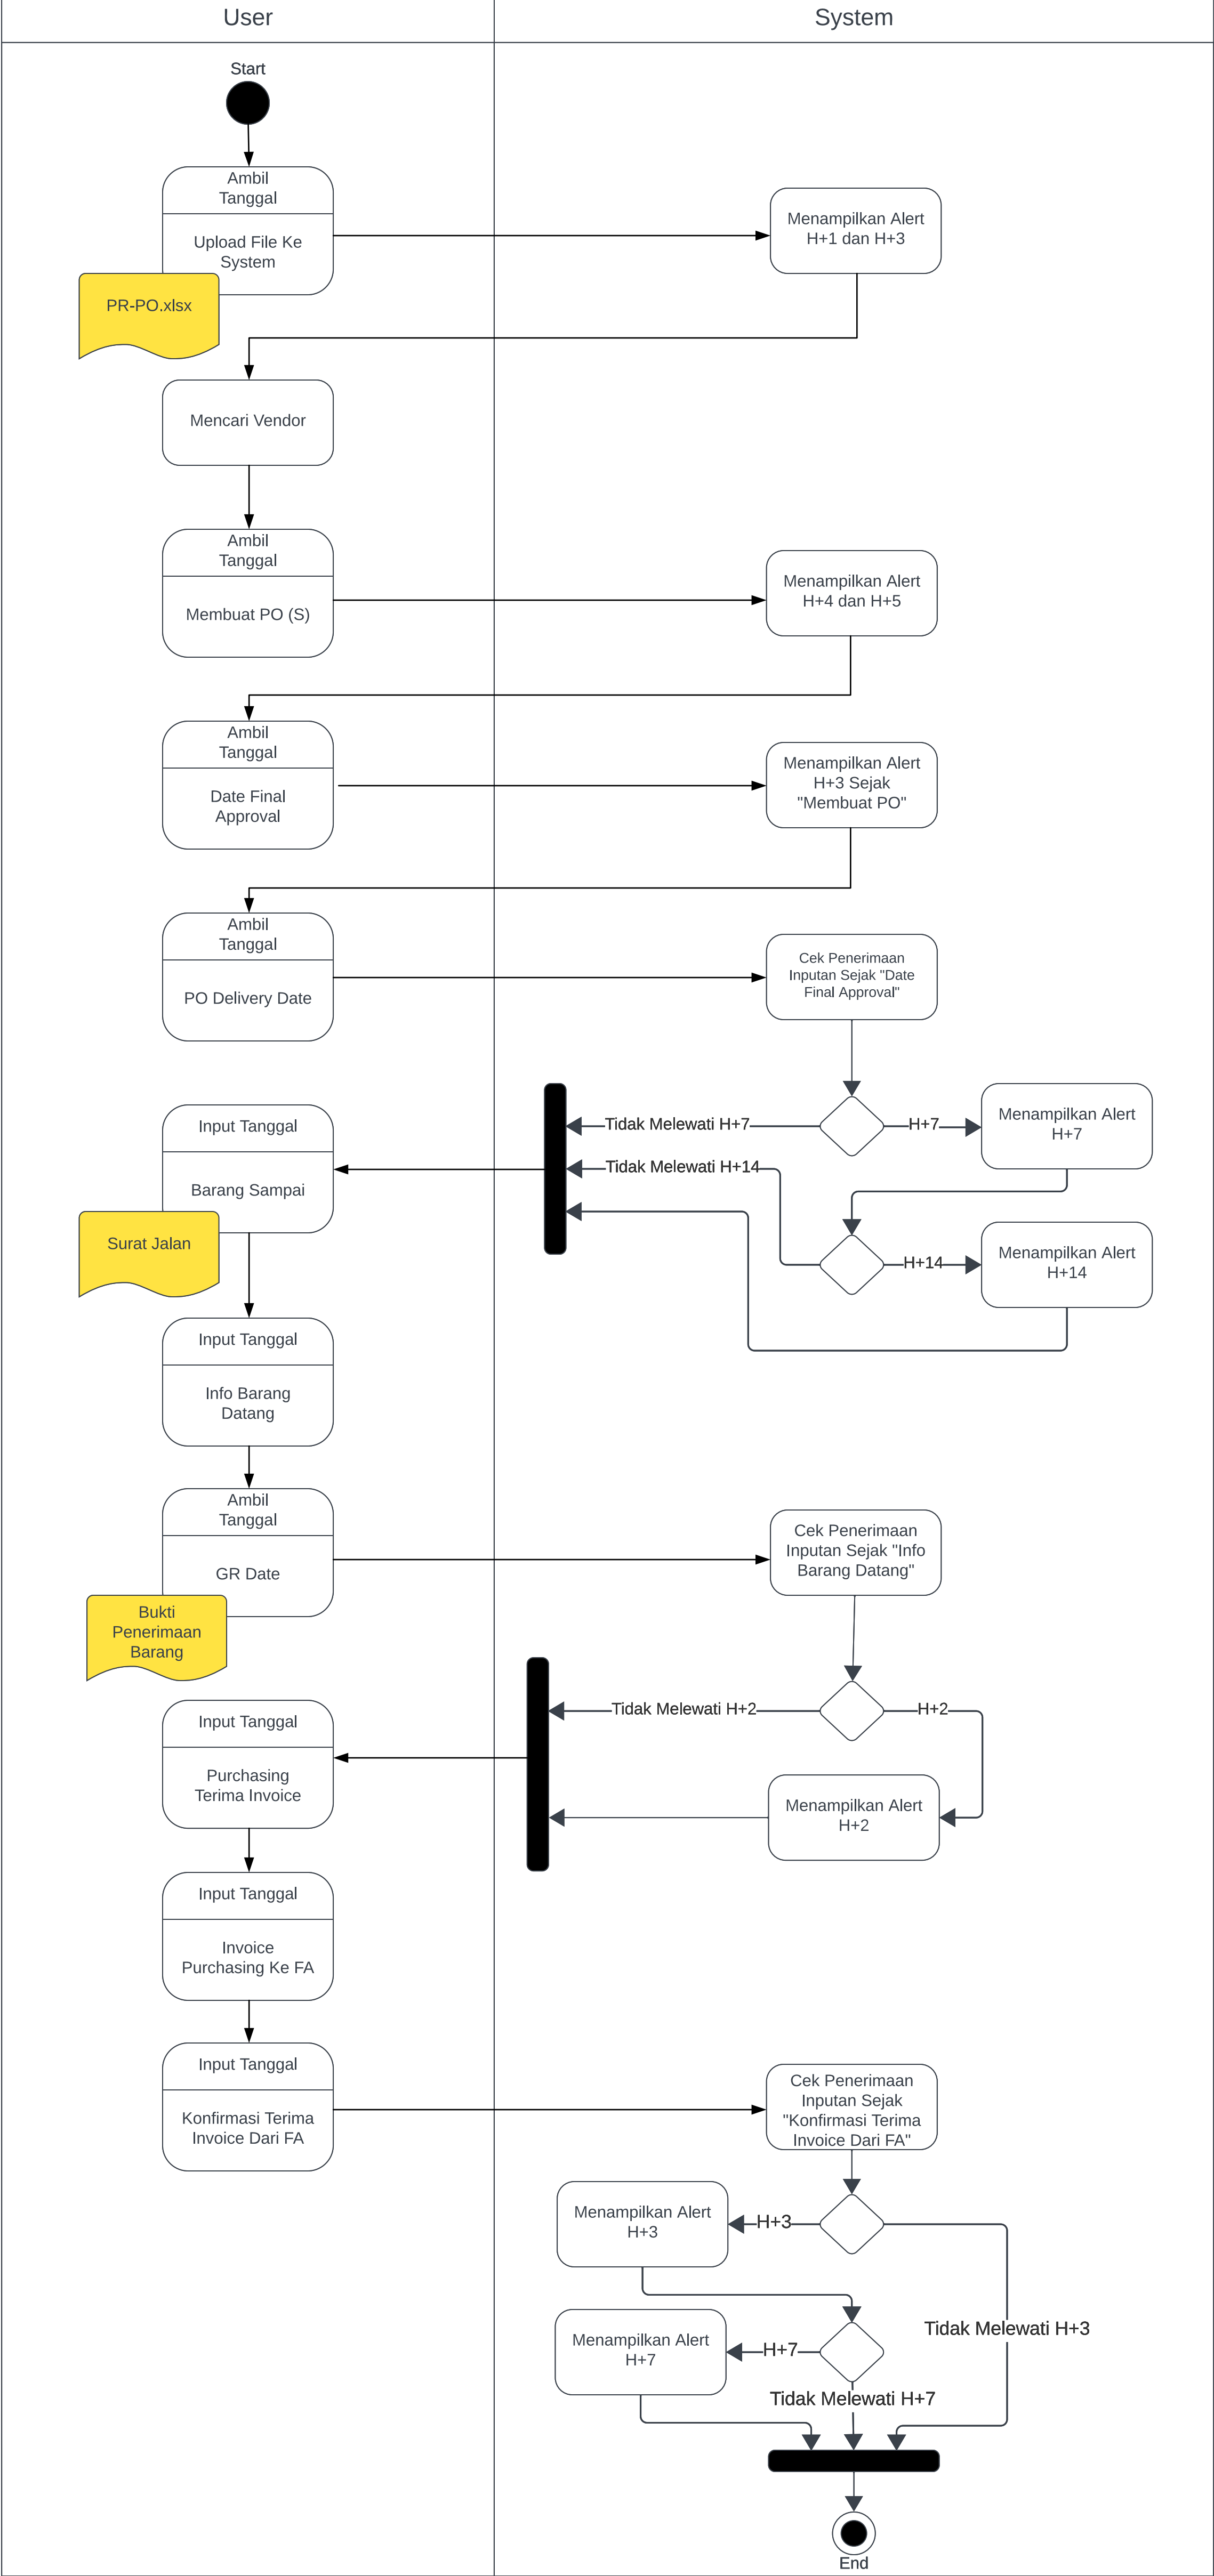 User
System
Start
Ambil
Tanggal
Upload File Ke
System
PR-PO.xlsx
Menampilkan Alert
H+1 dan H+3
Mencari Vendor
Ambil
Tanggal
Membuat PO (S)
Menampilkan Alert
H+4 dan H+5
Ambil
Tanggal
Date Final
Approval
Menampilkan Alert
H+3 Sejak
"Membuat PO"
Ambil
Tanggal
PO Delivery Date
Cek Penerimaan
Inputan Sejak "Date
Final Approval"
Tidak Melewati H+7
H+7
Menampilkan Alert
H+7
Tidak Melewati H+14
H+14
Menampilkan Alert
H+14
Input Tanggal
Barang Sampai
Surat Jalan
Input Tanggal
Info Barang
Datang
Ambil
Tanggal
GR Date
Bukti
Penerimaan
Barang
Cek Penerimaan
Inputan Sejak "Info
Barang Datang"
Tidak Melewati H+2
H+2
Menampilkan Alert
H+2
Input Tanggal
Purchasing
Terima Invoice
Input Tanggal
Invoice
Purchasing Ke FA
Input Tanggal
Konfirmasi Terima
Invoice Dari FA
Cek Penerimaan
Inputan Sejak
"Konfirmasi Terima
Invoice Dari FA"
Menampilkan Alert
H+3
H+3
Tidak Melewati H+3
Menampilkan Alert
H+7
H+7
Tidak Melewati H+7
End